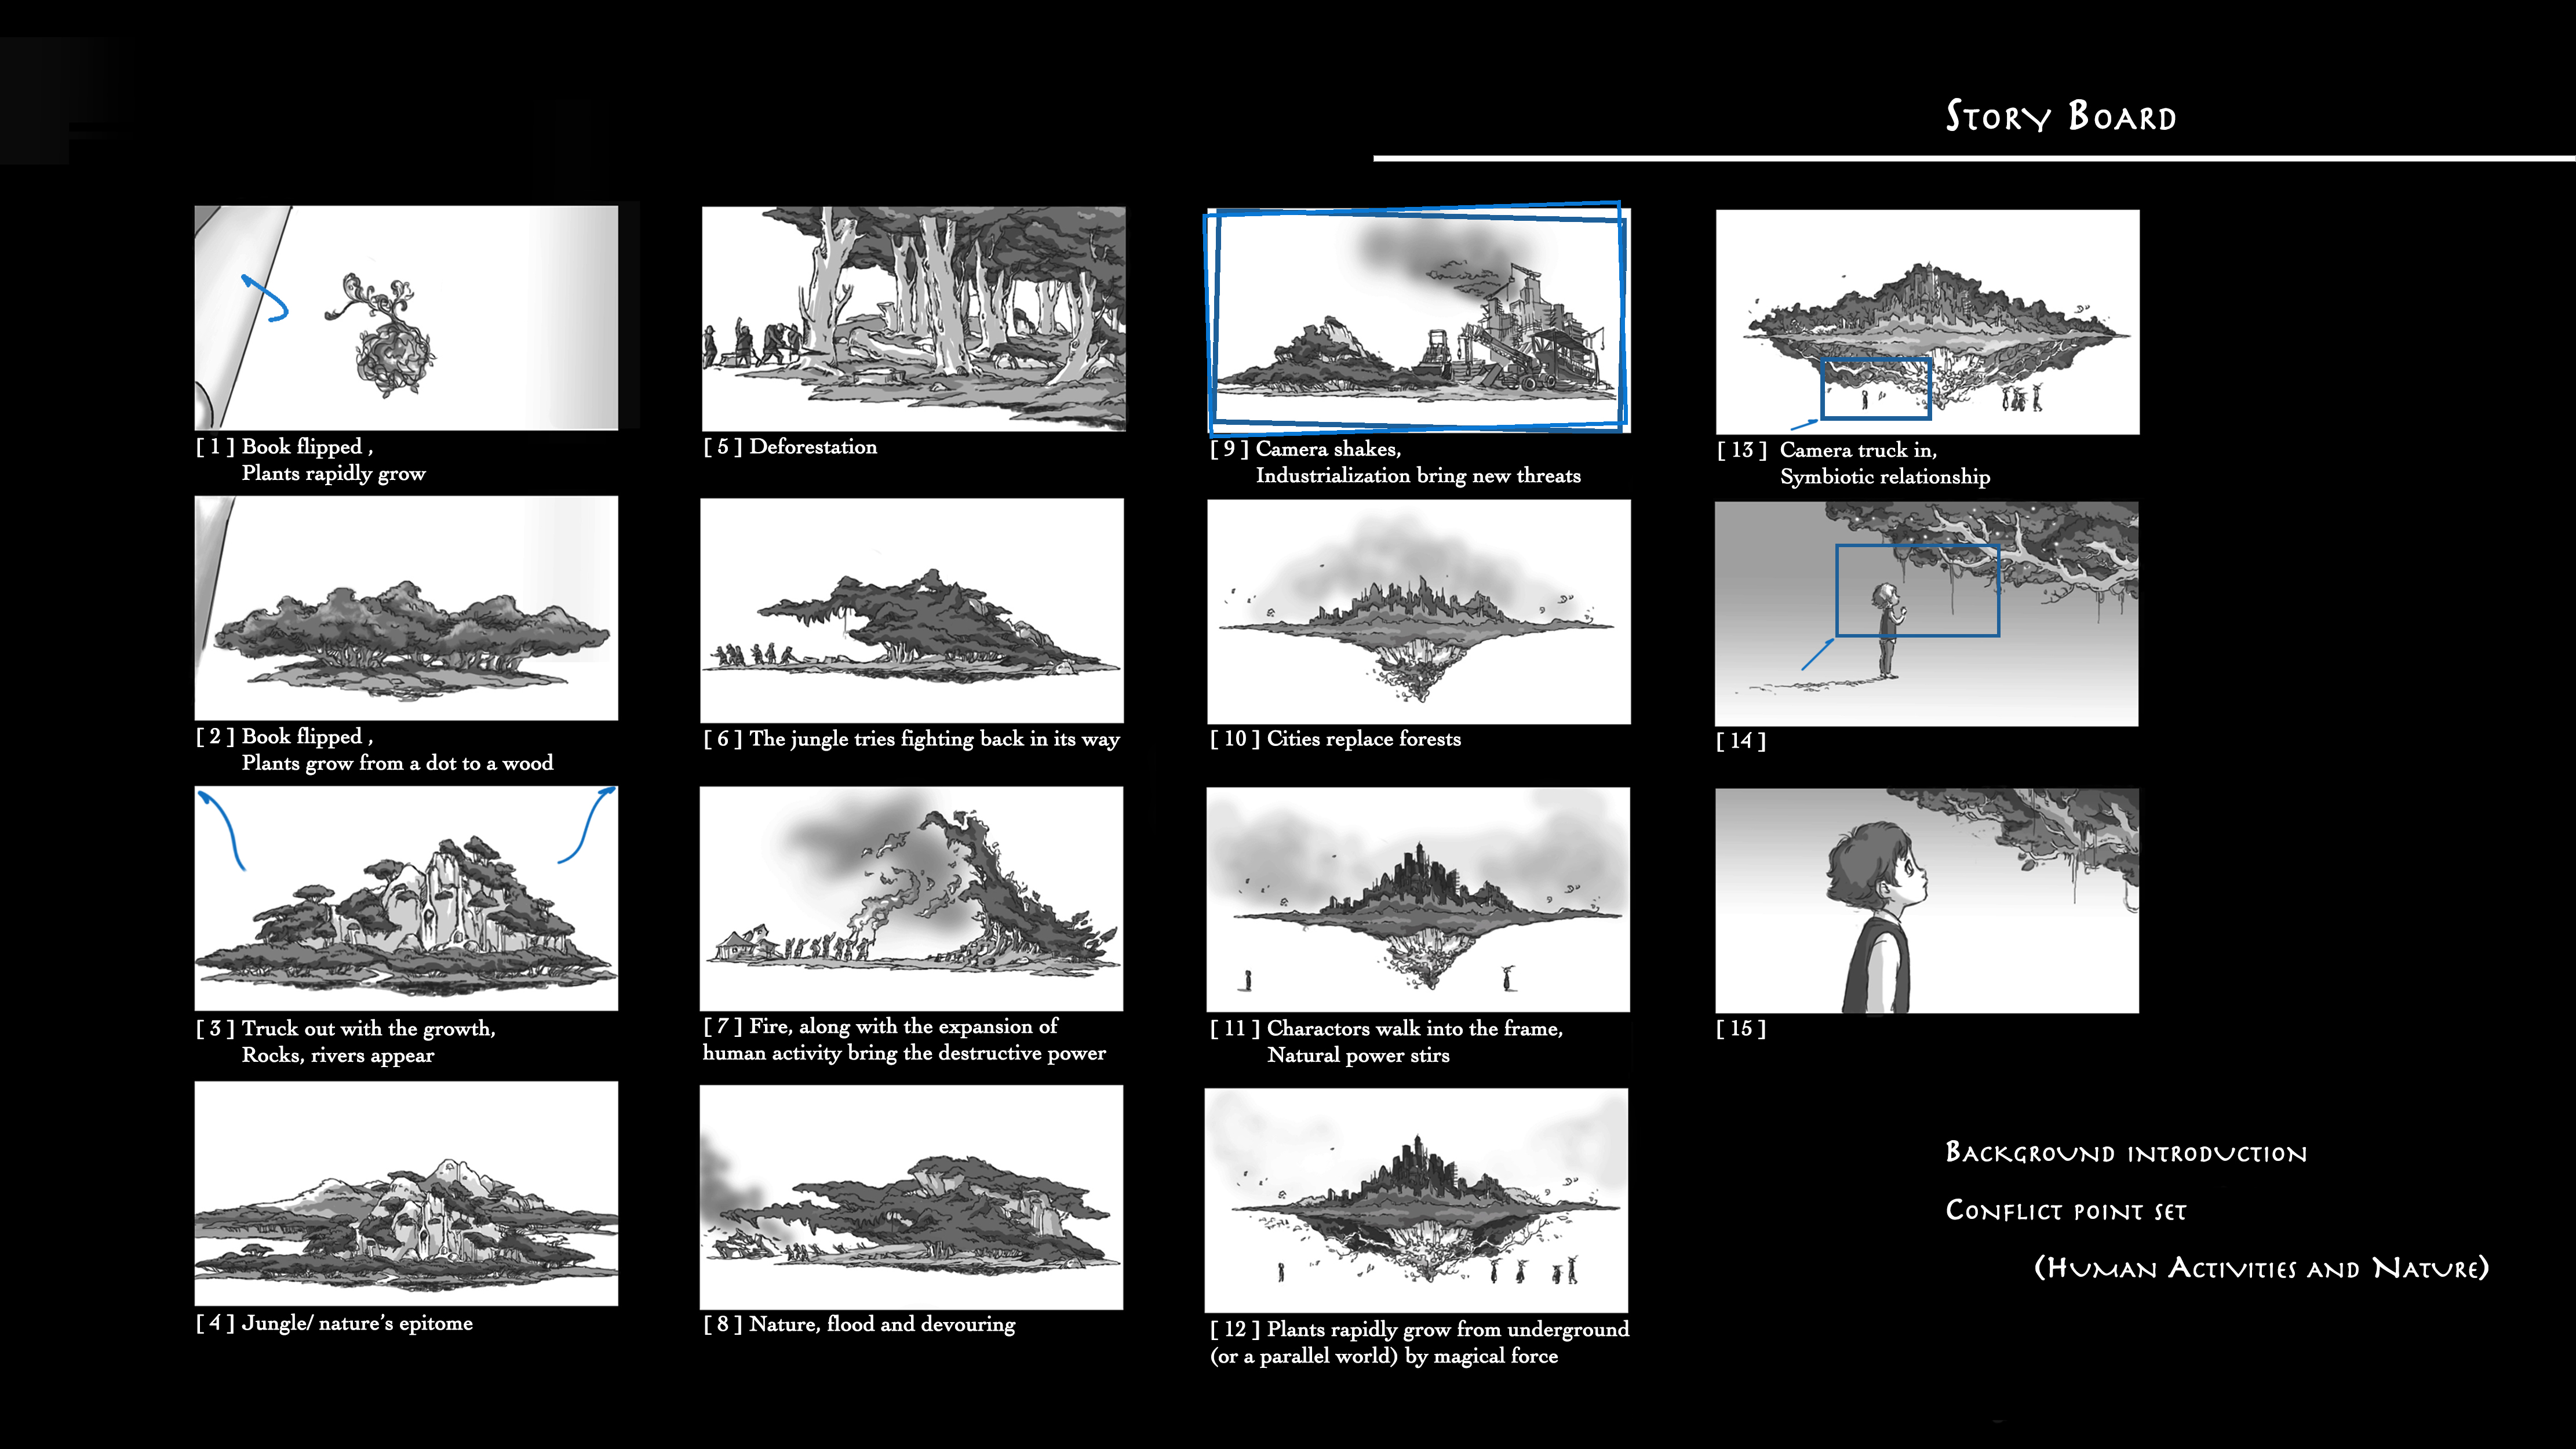 Story Board
[ 1 ] Book flipped ,
Plants rapidly grow
[ 2 ] Book flipped ,
Plants grow from a dot to a wood
[ 3 ] Truck out with the growth,
Rocks, rivers appear
[ 4 ] Jungle/ nature's epitome
[ 5 ] Deforestation
[ 6 ] The jungle tries fighting back in its way
[ 7 ] Fire, along with the expansion of
human activity bring the destructive power
[ 8 ] Nature, flood and devouring
[ 9 ] Camera shakes,
Industrialization bring new threats
[ 10 ] Cities replace forests
[ 11 ] Charactors walk into the frame,
Natural power stirs
[ 12 ] Plants rapidly grow from underground
(or a parallel world) by magical force
[ 13 ] Camera truck in,
Symbiotic relationship
[ 14 ]
[ 15 ]
Background introduction
Conflict point set
(Human Activities and Nature)